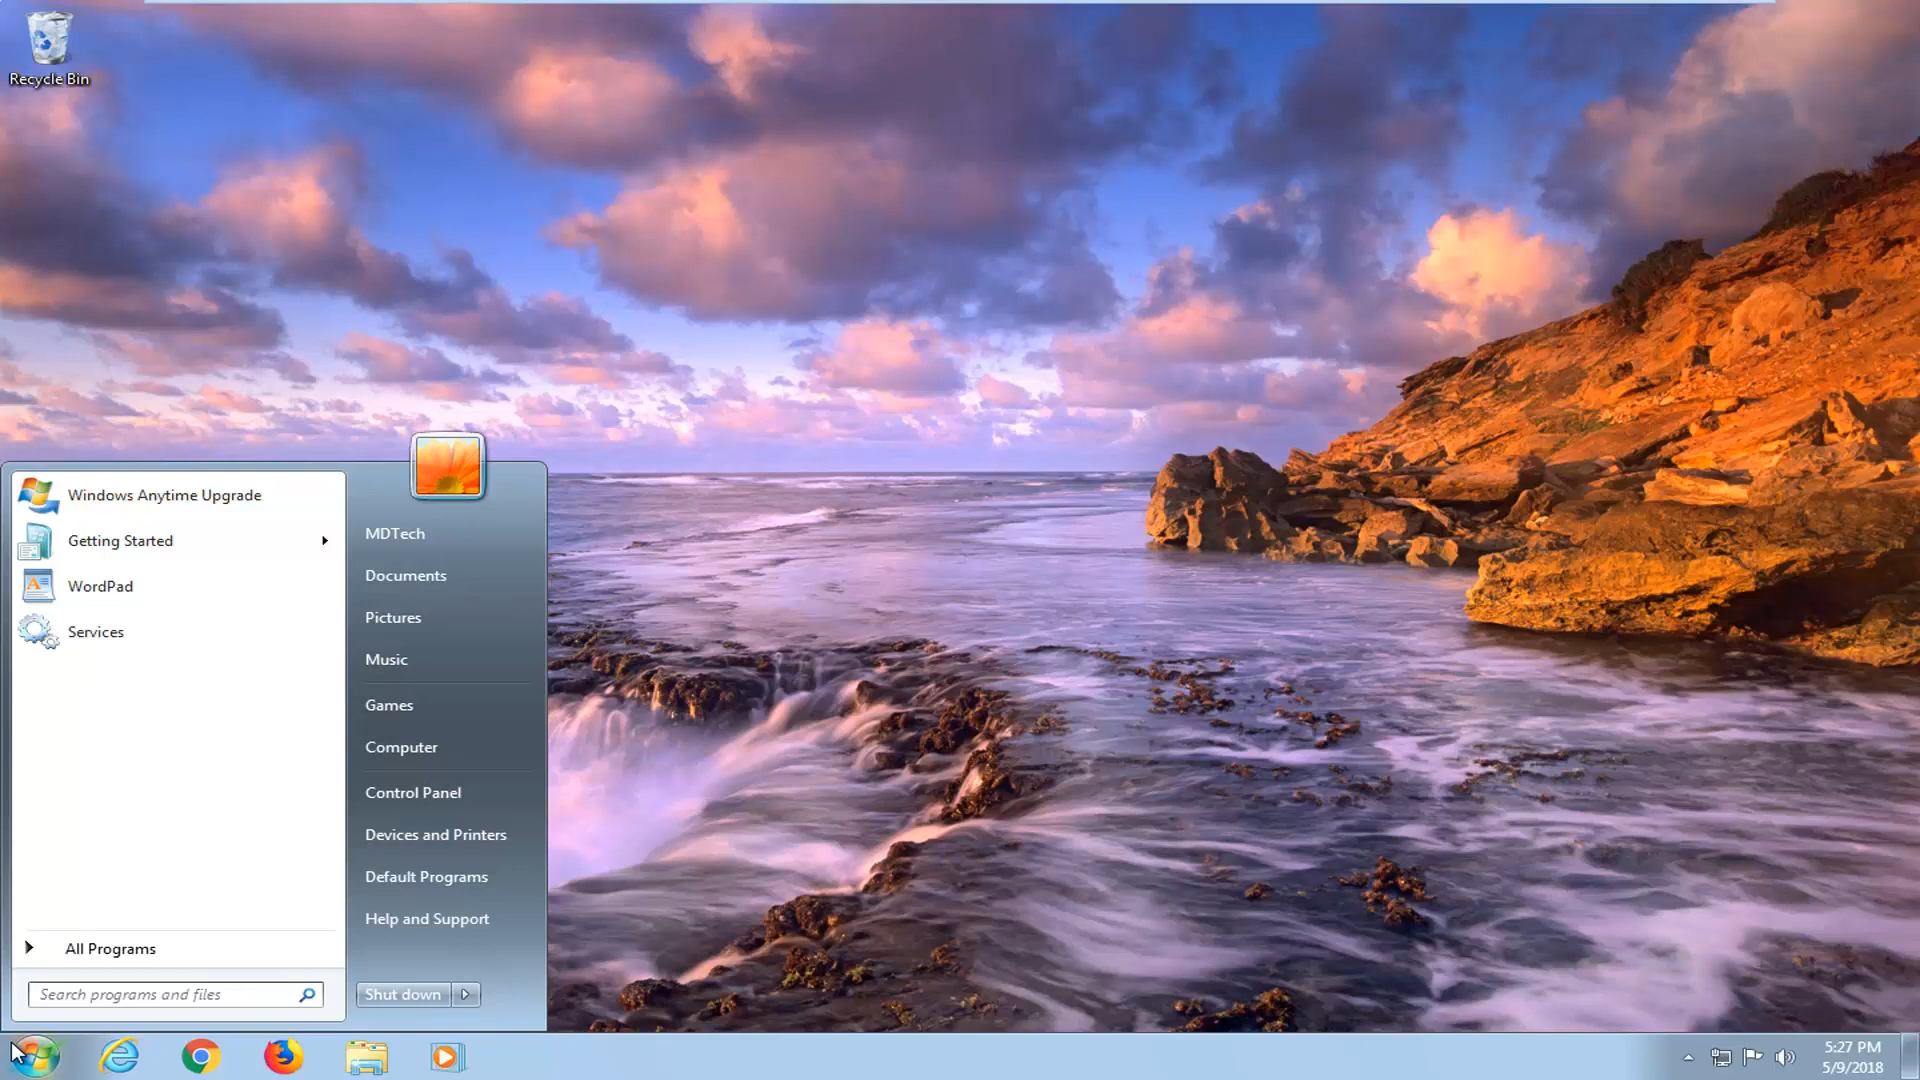 Recycle Bin
Windows Anytime Upgrade
Getting Started
WordPad
Services
All Programs
Search programs and files
MDTech
Documents
Pictures
Music
Games
Computer
Control Panel
Devices and Printers
Default Programs
Help and Support
Shut down
5:27 PM
5/9/2018